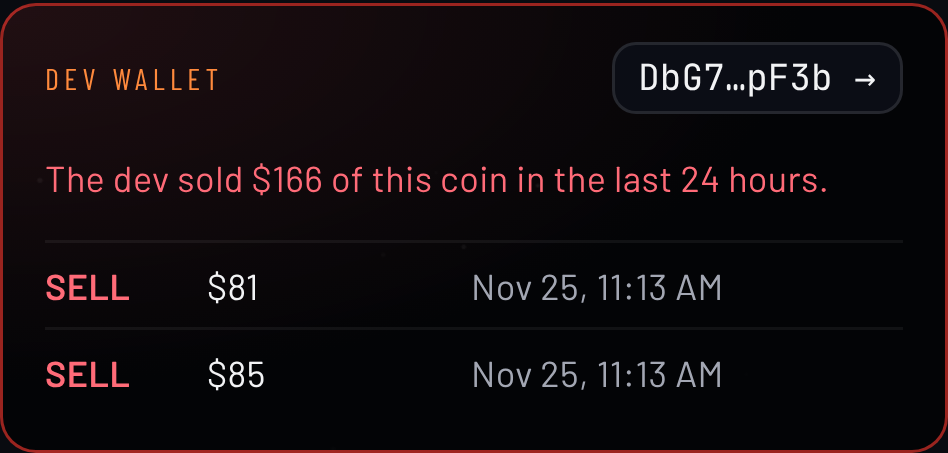 DEV WALLET
DbG7…pF3b →
The dev sold $166 of this coin in the last 24 hours.
SELL $81 Nov 25, 11:13 AM
SELL $85 Nov 25, 11:13 AM